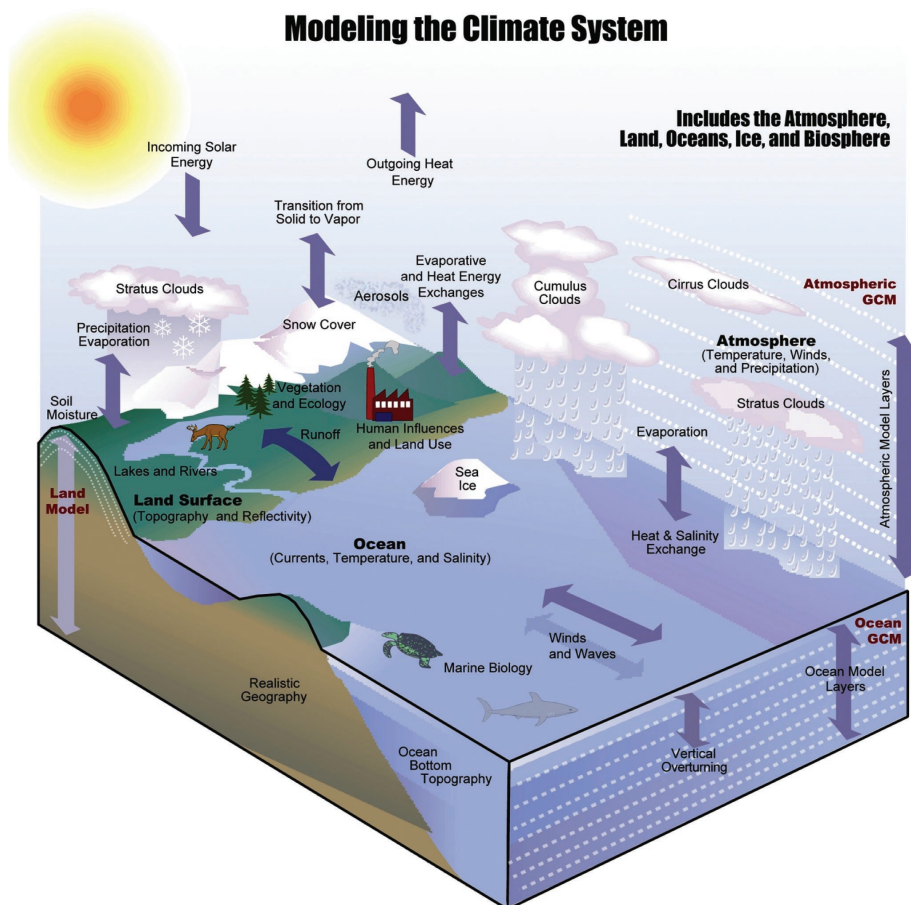 Modeling the Climate System
Includes the Atmosphere,
Land, Oceans, Ice, and Biosphere
Incoming Solar
Energy
Outgoing Heat
Energy
Transition from
Solid to Vapor
Evaporative
and Heat Energy
Exchanges
Stratus Clouds
Aerosols
Cumulus
Clouds
Cirrus Clouds
Atmospheric
GCM
Precipitation
Evaporation
Snow Cover
Atmosphere
(Temperature, Winds,
and Precipitation)
Stratus Clouds
Atmospheric Model Layers
Soil
Moisture
Vegetation
and Ecology
Human Influences
and Land Use
Runoff
Evaporation
Lakes and Rivers
Sea
Ice
Land
Model
Land Surface
(Topography and Reflectivity)
Heat & Salinity
Exchange
Ocean
(Currents, Temperature, and Salinity)
Ocean
GCM
Winds
and Waves
Marine Biology
Ocean Model
Layers
Realistic
Geography
Ocean
Bottom
Topography
Vertical
Overturning